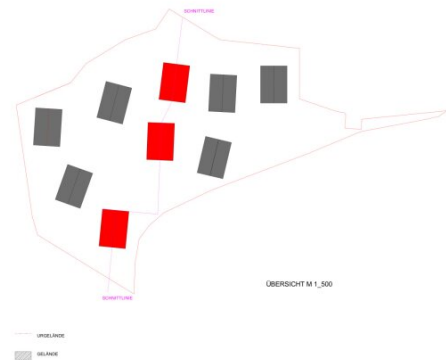 SCHNITTLINIE
SCHNITTLINIE
ÜBERSICHT M 1_500
URGELÄNDE
GELÄNDE